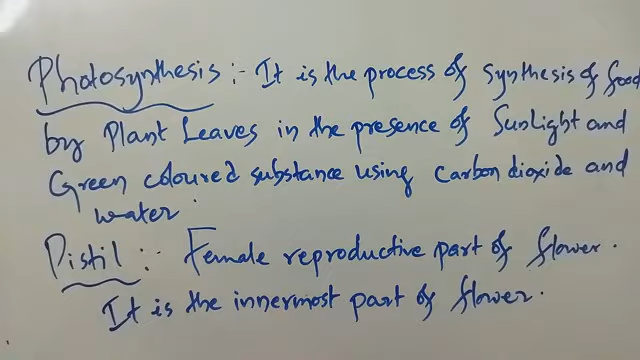 Photosynthesis :- It is the process of synthesis of food
by Plant Leaves in the presence of Sunlight and
Green coloured substance using carbon dioxide and
water.
Pistil :- Female reproductive part of flower.
It is the innermost part of flower.